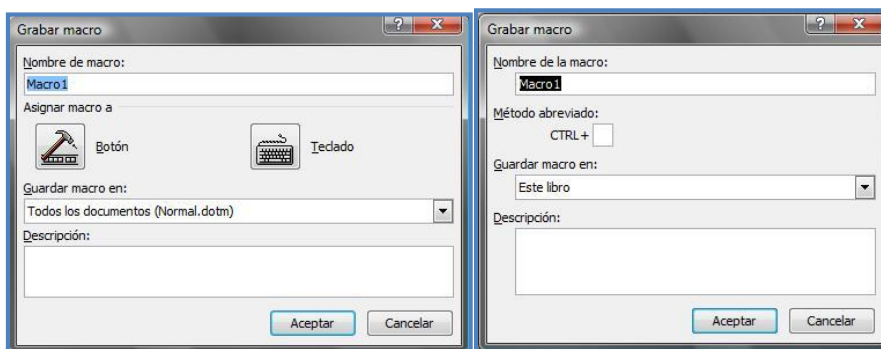 Grabar macro
Nombre de macro:
Macro1
Asignar macro a
Botón
Teclado
Guardar macro en:
Todos los documentos (Normal.dotm)
Descripción:
Aceptar
Cancelar
Grabar macro
Nombre de la macro:
Macro1
Método abreviado:
CTRL+
Guardar macro en:
Este libro
Descripción:
Aceptar
Cancelar